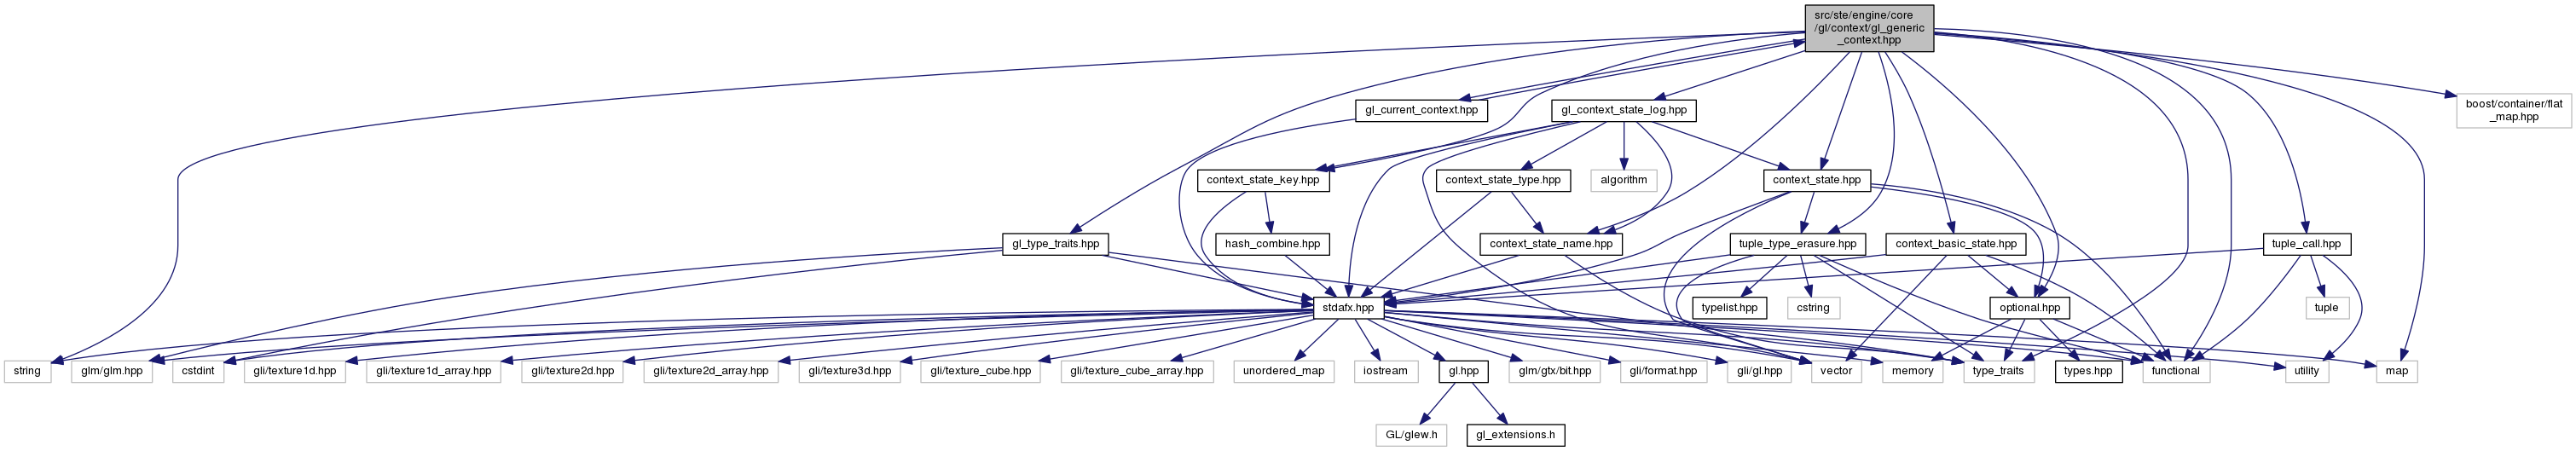 src/ste/engine/core
/gl/context/gl_generic
_context.hpp
boost/container/flat
_map.hpp
gl_current_context.hpp
gl_context_state_log.hpp
context_state_key.hpp
context_state_type.hpp
algorithm
context_state.hpp
gl_type_traits.hpp
hash_combine.hpp
context_state_name.hpp
tuple_type_erasure.hpp
context_basic_state.hpp
tuple_call.hpp
stdafx.hpp
typelist.hpp
cstring
optional.hpp
tuple
string
glm/glm.hpp
cstdint
gli/texture1d.hpp
gli/texture1d_array.hpp
gli/texture2d.hpp
gli/texture2d_array.hpp
gli/texture3d.hpp
gli/texture_cube.hpp
gli/texture_cube_array.hpp
unordered_map
iostream
gl.hpp
glm/gtx/bit.hpp
gli/format.hpp
gli/gl.hpp
vector
memory
type_traits
types.hpp
functional
utility
map
GL/glew.h
gl_extensions.h